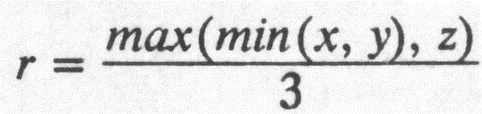 r = max(min(x, y), z)
3